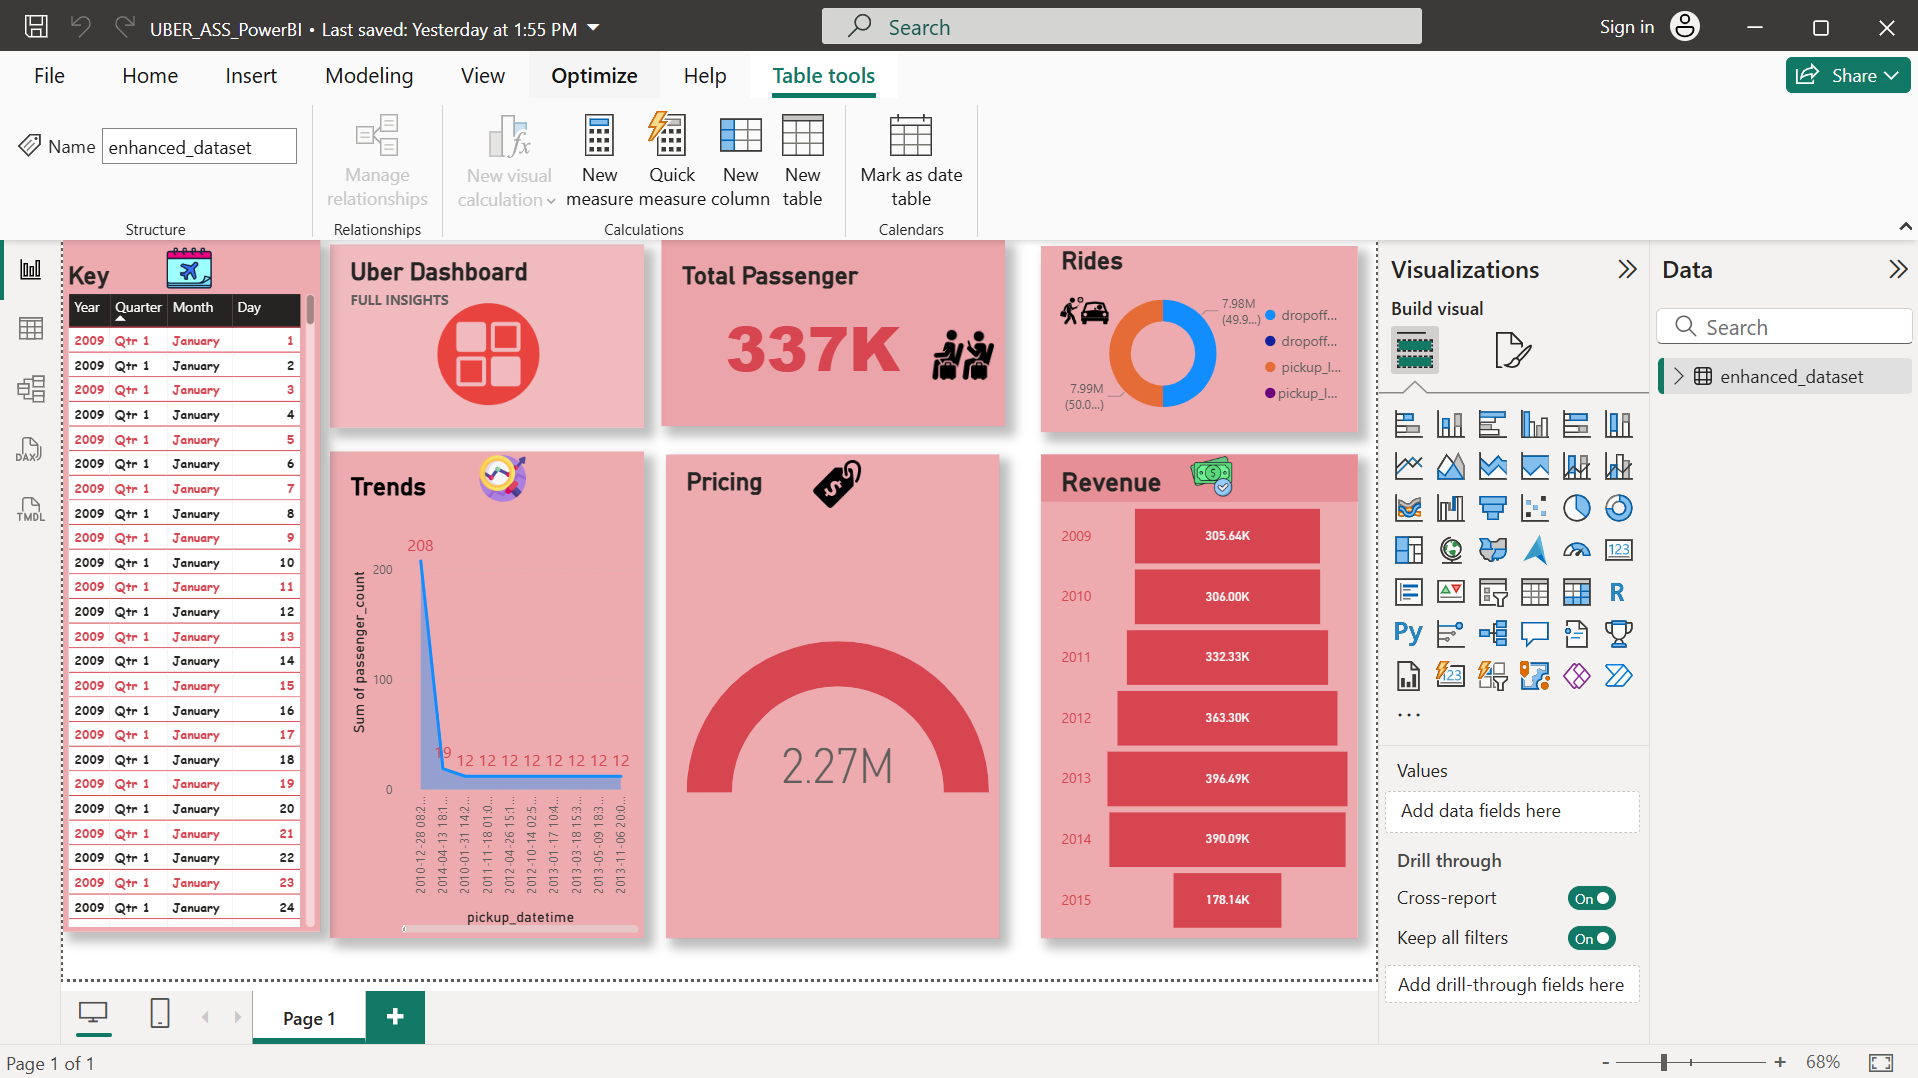 UBER_ASS_PowerBI • Last saved: Yesterday at 1:55 PM
Search
Sign in
File Home Insert Modeling View Optimize Help Table tools
Share
Name enhanced_dataset
Manage relationships
New visual calculation
New measure
Quick measure
New column
New table
Mark as date table
Structure
Relationships
Calculations
Calendars
Key
Year Quarter Month Day
2009 Qtr 1 January 1
2009 Qtr 1 January 2
2009 Qtr 1 January 3
2009 Qtr 1 January 4
2009 Qtr 1 January 5
2009 Qtr 1 January 6
2009 Qtr 1 January 7
2009 Qtr 1 January 8
2009 Qtr 1 January 9
2009 Qtr 1 January 10
2009 Qtr 1 January 11
2009 Qtr 1 January 12
2009 Qtr 1 January 13
2009 Qtr 1 January 14
2009 Qtr 1 January 15
2009 Qtr 1 January 16
2009 Qtr 1 January 17
2009 Qtr 1 January 18
2009 Qtr 1 January 19
2009 Qtr 1 January 20
2009 Qtr 1 January 21
2009 Qtr 1 January 22
2009 Qtr 1 January 23
2009 Qtr 1 January 24
Uber Dashboard
FULL INSIGHTS
Total Passenger
337K
Rides
7.98M
(49.9...)
7.99M
(50.0...)
dropoff...
dropoff...
pickup_l...
pickup_l...
Trends
208
200
100
0
19 12 12 12 12 12 12 12 12
Sum of passenger_count
2010-12-28 08:2...
2014-04-13 18:1...
2010-01-31 14:2...
2011-11-18 01:0...
2012-04-26 15:1...
2012-10-14 02:5...
2013-01-17 10:4...
2013-03-18 15:3...
2013-05-09 18:3...
2013-11-06 20:0...
pickup_datetime
Pricing
2.27M
Revenue
2009 305.64K
2010 306.00K
2011 332.33K
2012 363.30K
2013 396.49K
2014 390.09K
2015 178.14K
DAX
TMDL
Visualizations
Build visual
123
R
Py
123
...
Values
Add data fields here
Drill through
Cross-report On
Keep all filters On
Add drill-through fields here
Data
Search
enhanced_dataset
Page 1
+
Page 1 of 1
- + 68%